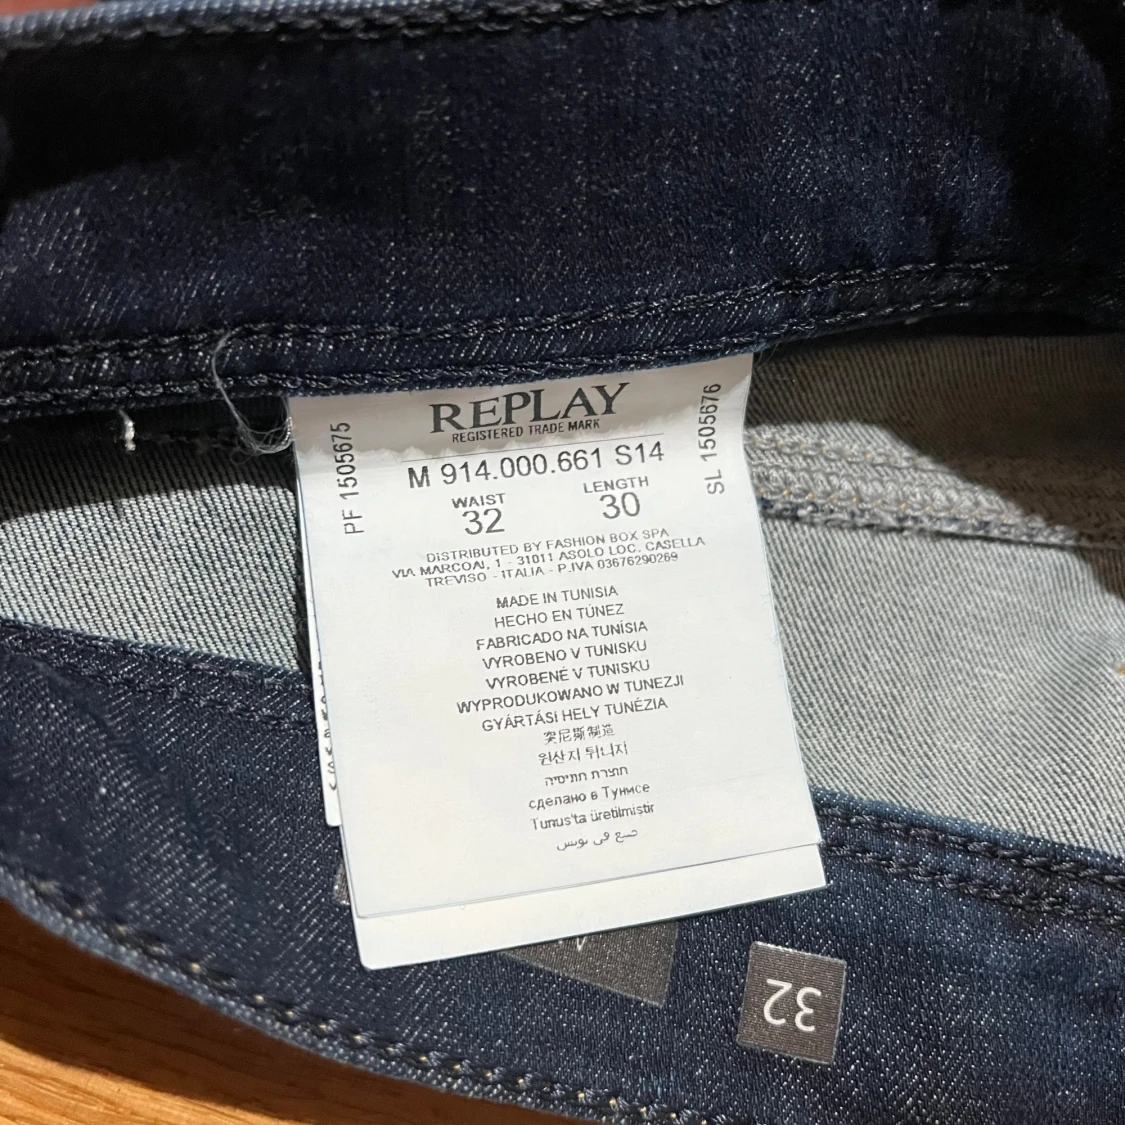 REPLAY
REGISTERED TRADE MARK
M 914.000.661 S14
PF 1505675
SL 1505676
WAIST LENGTH
32 30
DISTRIBUTED BY FASHION BOX SPA
VIA MARCOAI, 1 - 31011 ASOLO LOC. CASELLA
TREVISO - ITALIA - P.IVA 03676290269
MADE IN TUNISIA
HECHO EN TÚNEZ
FABRICADO NA TUNÍSIA
VYROBENO V TUNISKU
VYROBENÉ V TUNISKU
WYPRODUKOWANO W TUNEZJI
GYÁRTÁSI HELY TUNÉZIA
突尼斯制造
원산지 튀니지
תוצרת תוניסיה
сделано в Тунисе
Tunus'ta üretilmistir
صنع في تونس
32